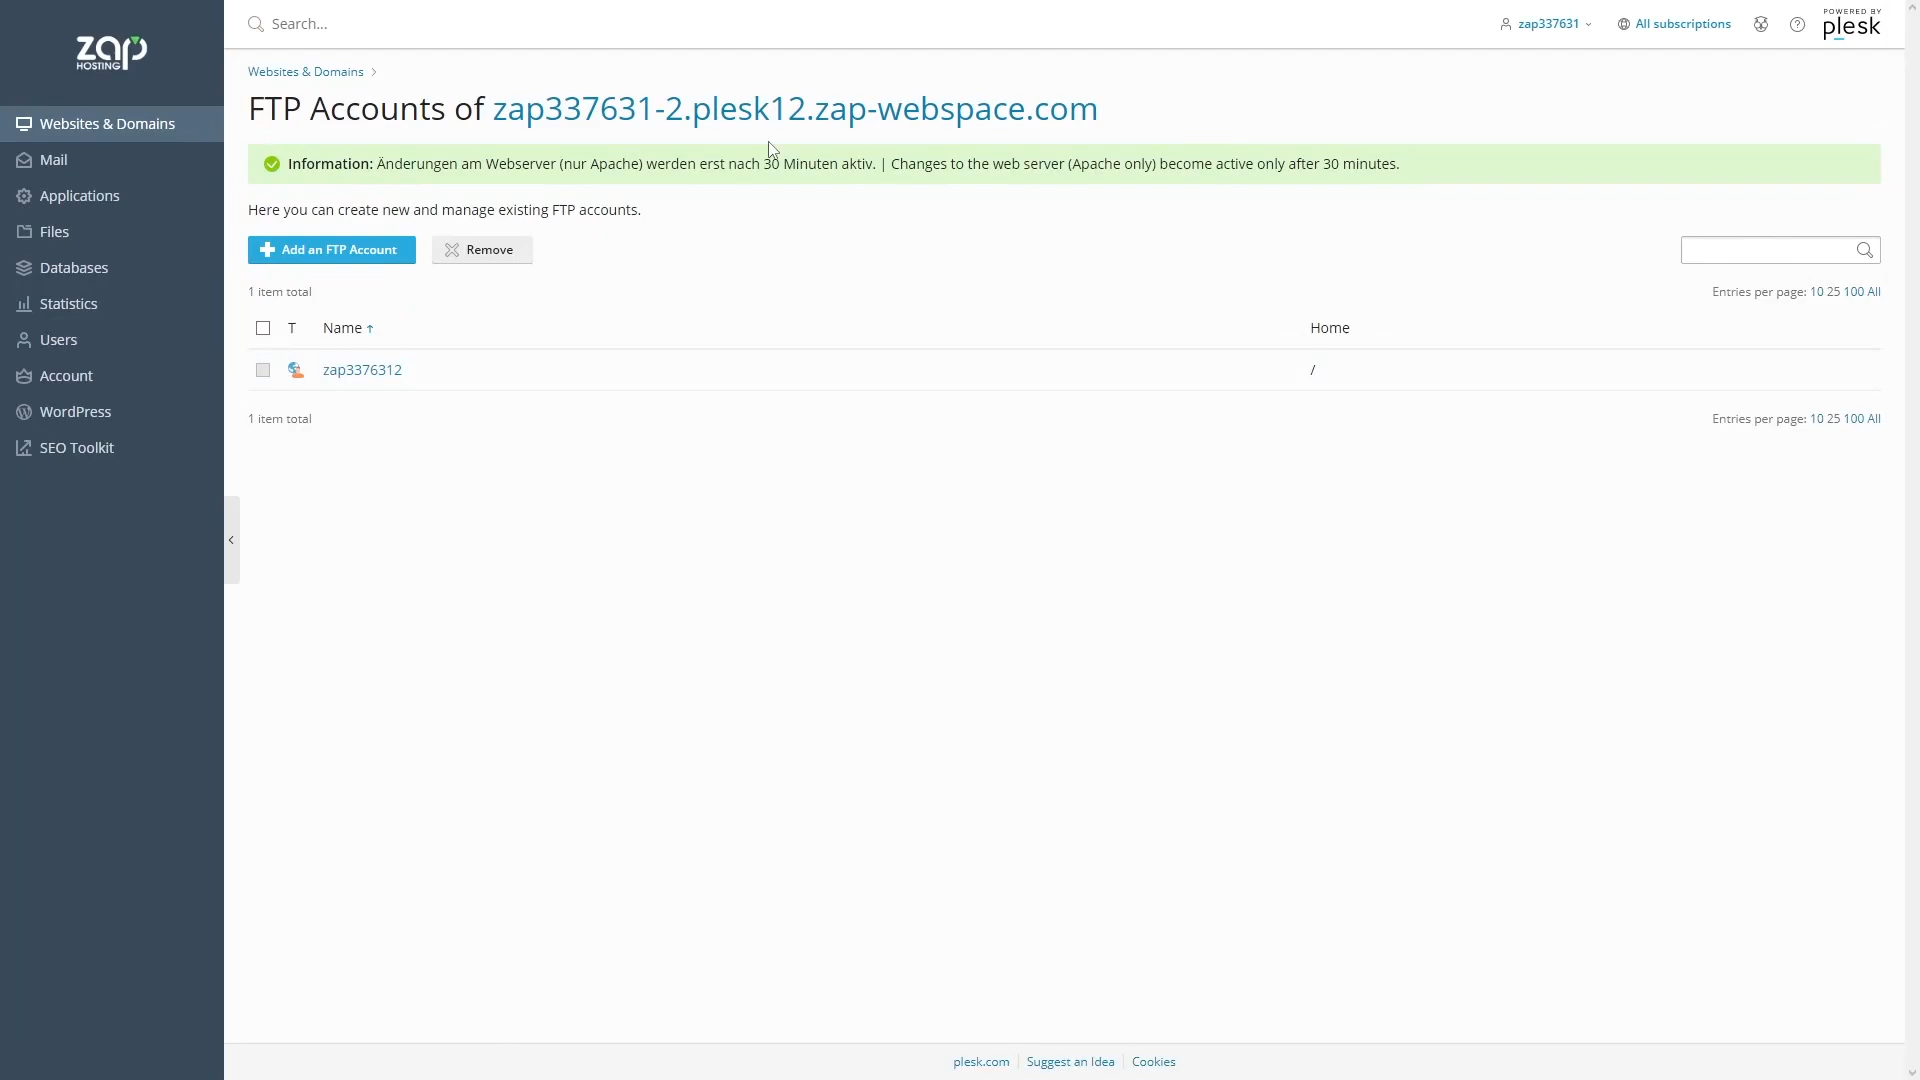 zap
HOSTING
Websites & Domains
Mail
Applications
Files
Databases
Statistics
Users
Account
WordPress
SEO Toolkit
Search...
zap337631
All subscriptions
POWERED BY
plesk
Websites & Domains
FTP Accounts of zap337631-2.plesk12.zap-webspace.com
Information: Änderungen am Webserver (nur Apache) werden erst nach 30 Minuten aktiv. | Changes to the web server (Apache only) become active only after 30 minutes.
Here you can create new and manage existing FTP accounts.
Add an FTP Account
Remove
1 item total
Entries per page: 10 25 100 All
T Name ↑ Home
zap3376312 /
1 item total
Entries per page: 10 25 100 All
plesk.com
Suggest an Idea
Cookies